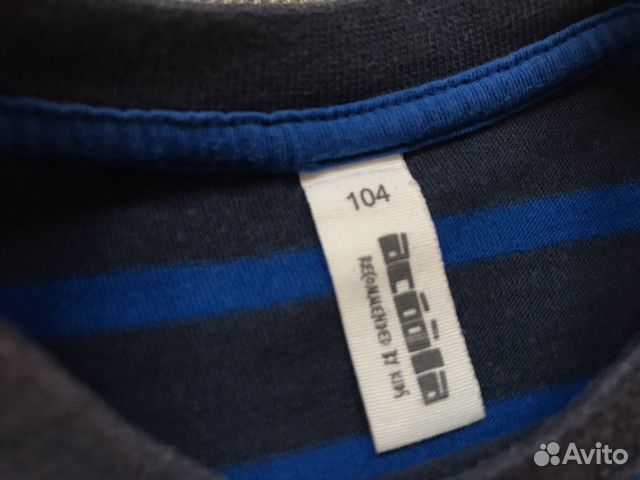 104
acoola
RECOMMENDED BY KIDS
Avito